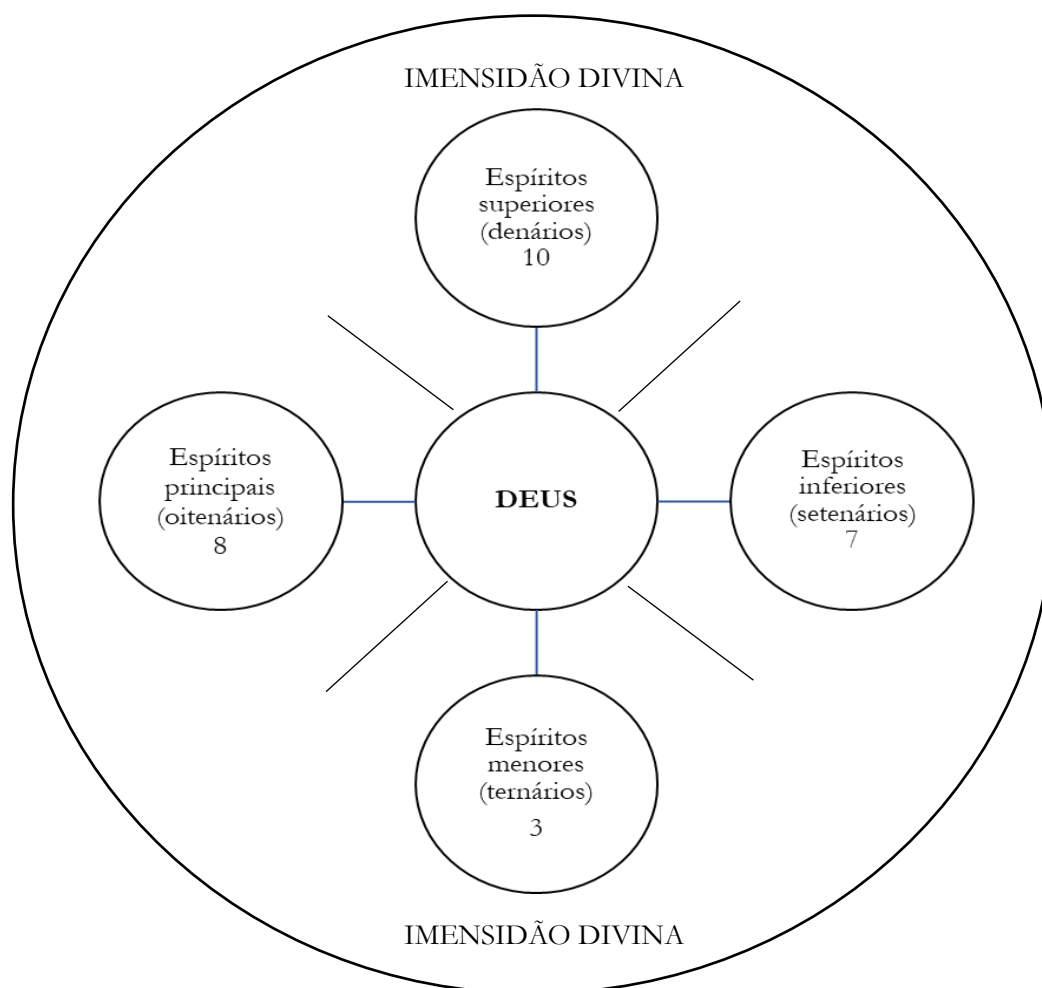 IMENSIDÃO DIVINA
Espíritos
superiores
(denários)
10
Espíritos
principais
(oitenários)
8
DEUS
Espíritos
inferiores
(setenários)
7
Espíritos
menores
(ternários)
3
IMENSIDÃO DIVINA